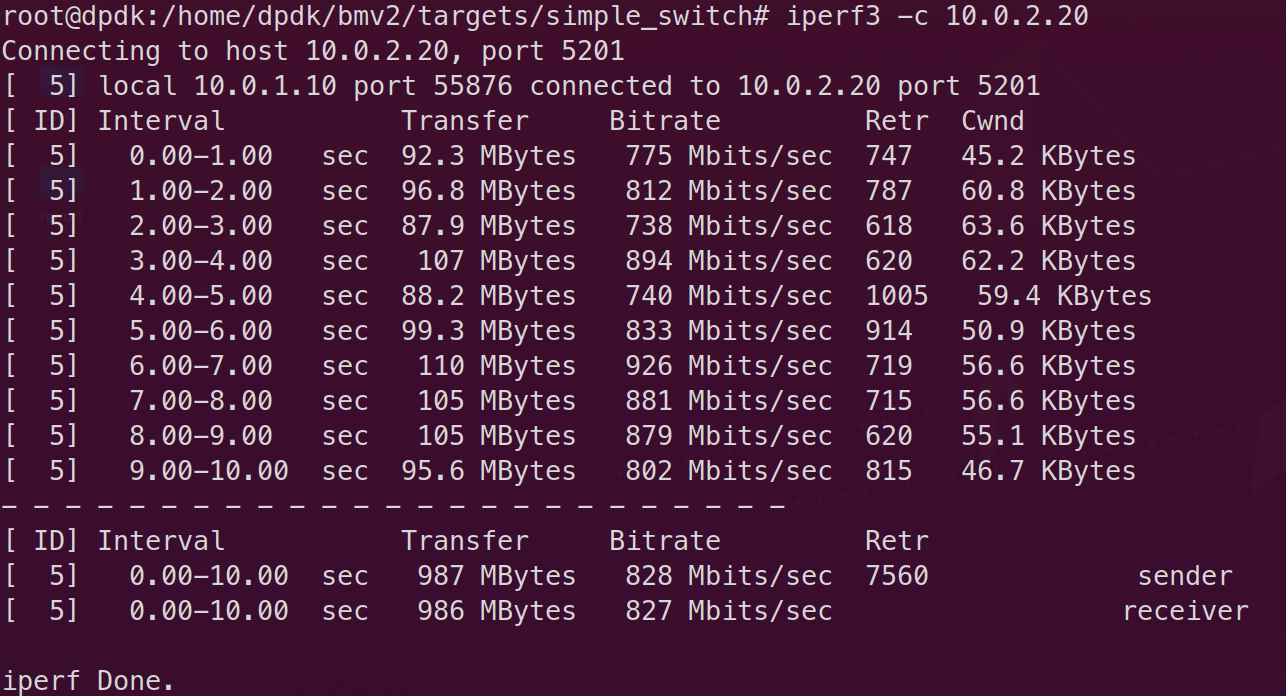 root@dpdk:/home/dpdk/bmv2/targets/simple_switch# iperf3 -c 10.0.2.20
Connecting to host 10.0.2.20, port 5201
[  5] local 10.0.1.10 port 55876 connected to 10.0.2.20 port 5201
[ ID] Interval           Transfer     Bitrate         Retr  Cwnd
[  5]   0.00-1.00   sec  92.3 MBytes   775 Mbits/sec  747   45.2 KBytes
[  5]   1.00-2.00   sec  96.8 MBytes   812 Mbits/sec  787   60.8 KBytes
[  5]   2.00-3.00   sec  87.9 MBytes   738 Mbits/sec  618   63.6 KBytes
[  5]   3.00-4.00   sec   107 MBytes   894 Mbits/sec  620   62.2 KBytes
[  5]   4.00-5.00   sec  88.2 MBytes   740 Mbits/sec  1005   59.4 KBytes
[  5]   5.00-6.00   sec  99.3 MBytes   833 Mbits/sec  914   50.9 KBytes
[  5]   6.00-7.00   sec   110 MBytes   926 Mbits/sec  719   56.6 KBytes
[  5]   7.00-8.00   sec   105 MBytes   881 Mbits/sec  715   56.6 KBytes
[  5]   8.00-9.00   sec   105 MBytes   879 Mbits/sec  620   55.1 KBytes
[  5]   9.00-10.00  sec  95.6 MBytes   802 Mbits/sec  815   46.7 KBytes
- - - - - - - - - - - - - - - - - - - - - - - - -
[ ID] Interval           Transfer     Bitrate         Retr
[  5]   0.00-10.00  sec   987 MBytes   828 Mbits/sec  7560             sender
[  5]   0.00-10.00  sec   986 MBytes   827 Mbits/sec                  receiver
iperf Done.